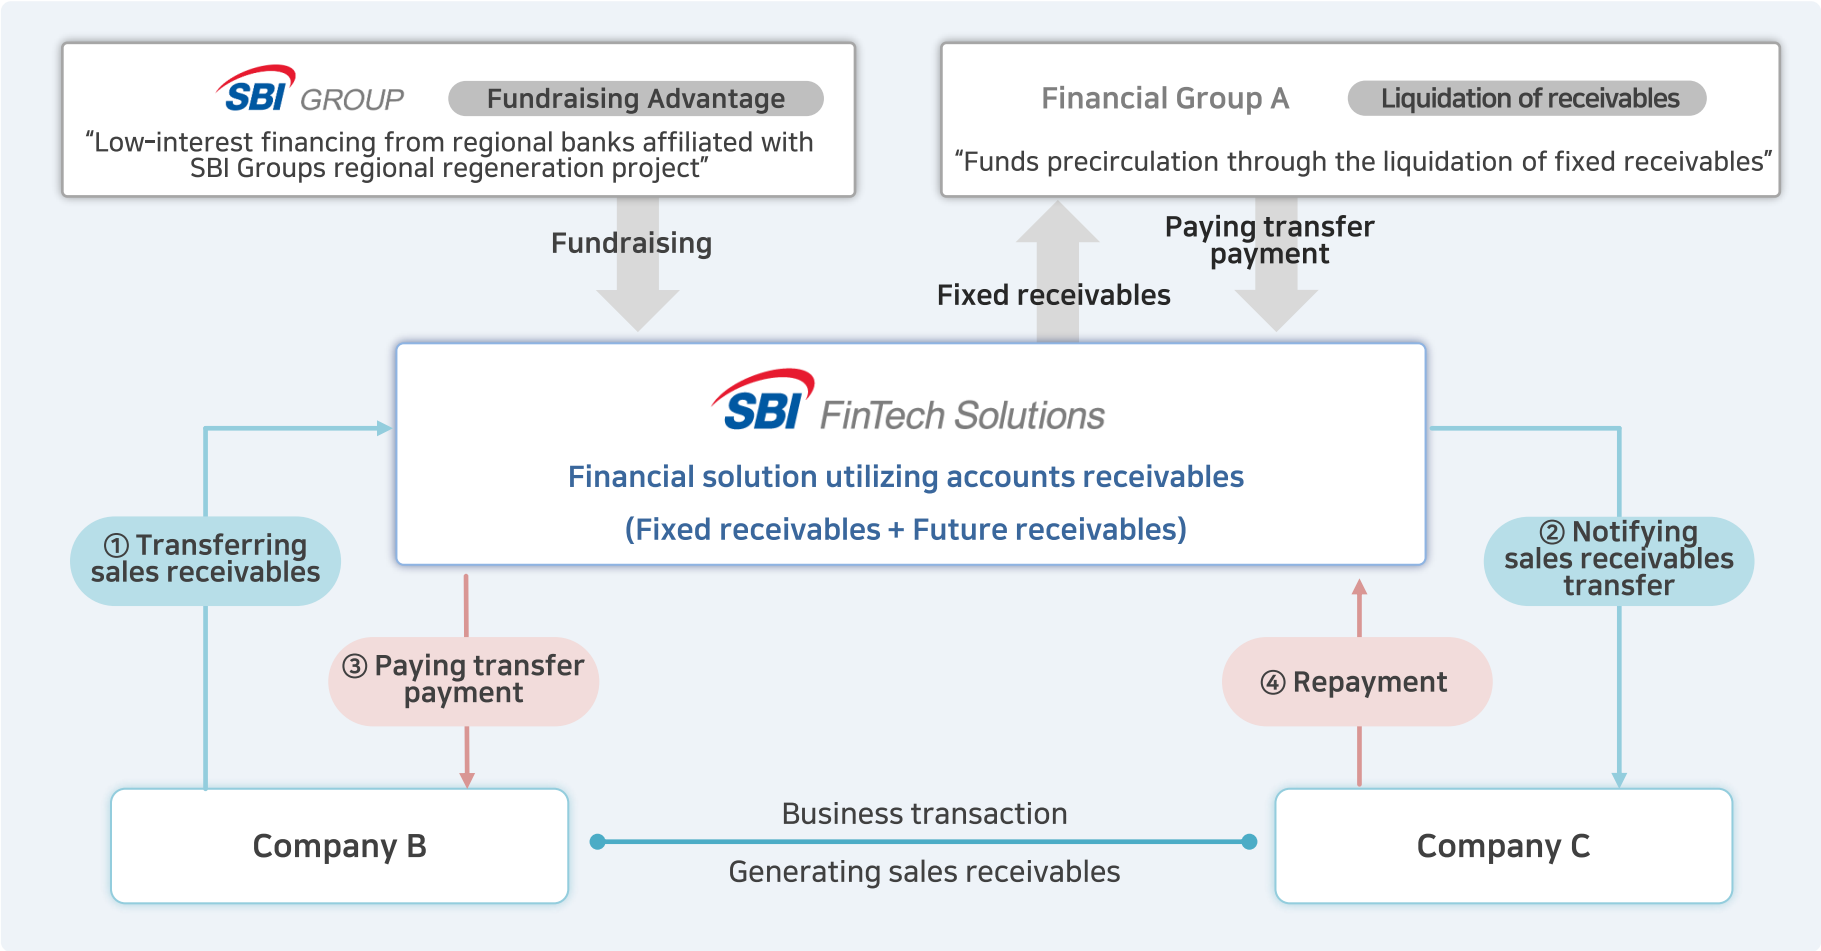 SBI GROUP
Fundraising Advantage
“Low-interest financing from regional banks affiliated with
SBI Groups regional regeneration project”
Financial Group A
Liquidation of receivables
“Funds precirculation through the liquidation of fixed receivables”
Fundraising
Fixed receivables
Paying transfer
payment
SBI FinTech Solutions
Financial solution utilizing accounts receivables
(Fixed receivables + Future receivables)
① Transferring
sales receivables
② Notifying
sales receivables
transfer
③ Paying transfer
payment
④ Repayment
Company B
Business transaction
Generating sales receivables
Company C